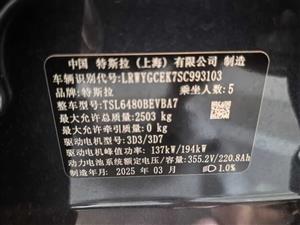 中国 特斯拉（上海）有限公司 制造
车辆识别代号：LRWYGCEK7SC993103
品牌：特斯拉 乘坐人数：5
整车型号：TSL6480BEVBA7
最大允许总质量：2503 kg
最大允许牵引质量：0 kg
驱动电机型号：3D3/3D7
驱动电机峰值功率：137kW/194kW
动力电池系统额定电压/容量：355.2V/220.8Ah
制造年月：2025 年 03 月 1.0%